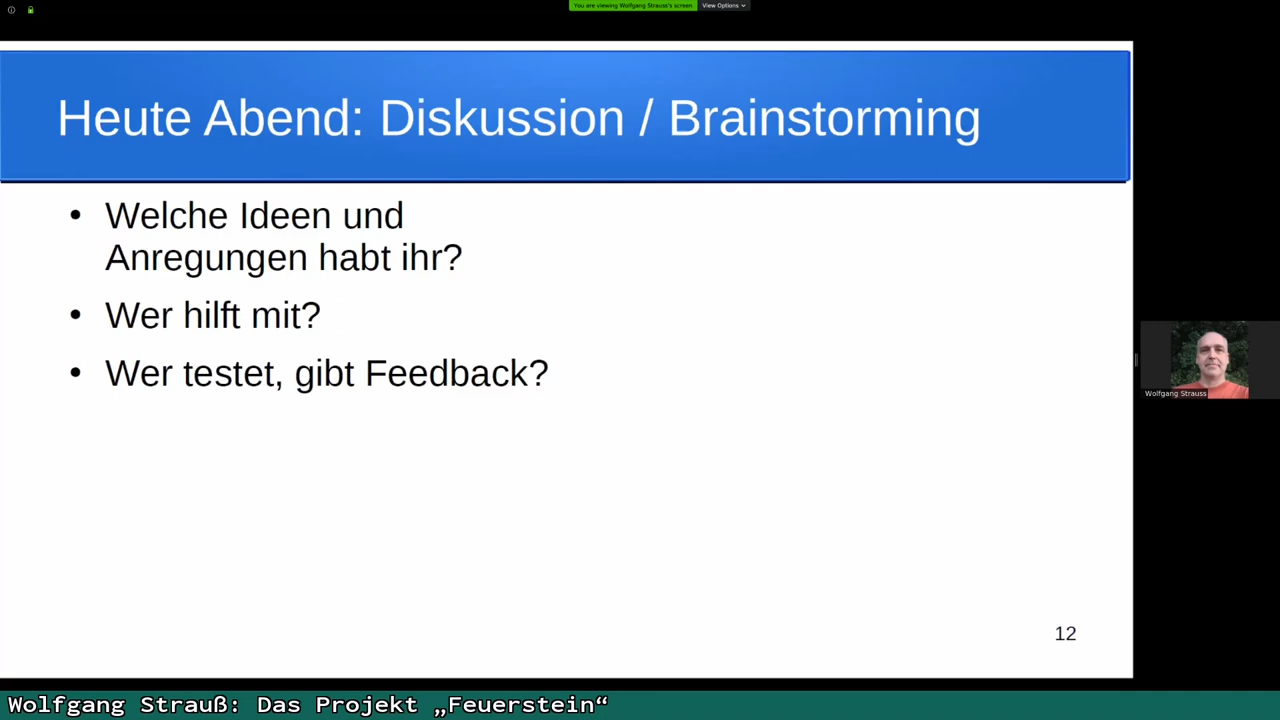 You are viewing Wolfgang Strauss's screen
View Options
Heute Abend: Diskussion / Brainstorming
• Welche Ideen und
Anregungen habt ihr?
• Wer hilft mit?
• Wer testet, gibt Feedback?
Wolfgang Strauss
12
Wolfgang Strauß: Das Projekt „Feuerstein“